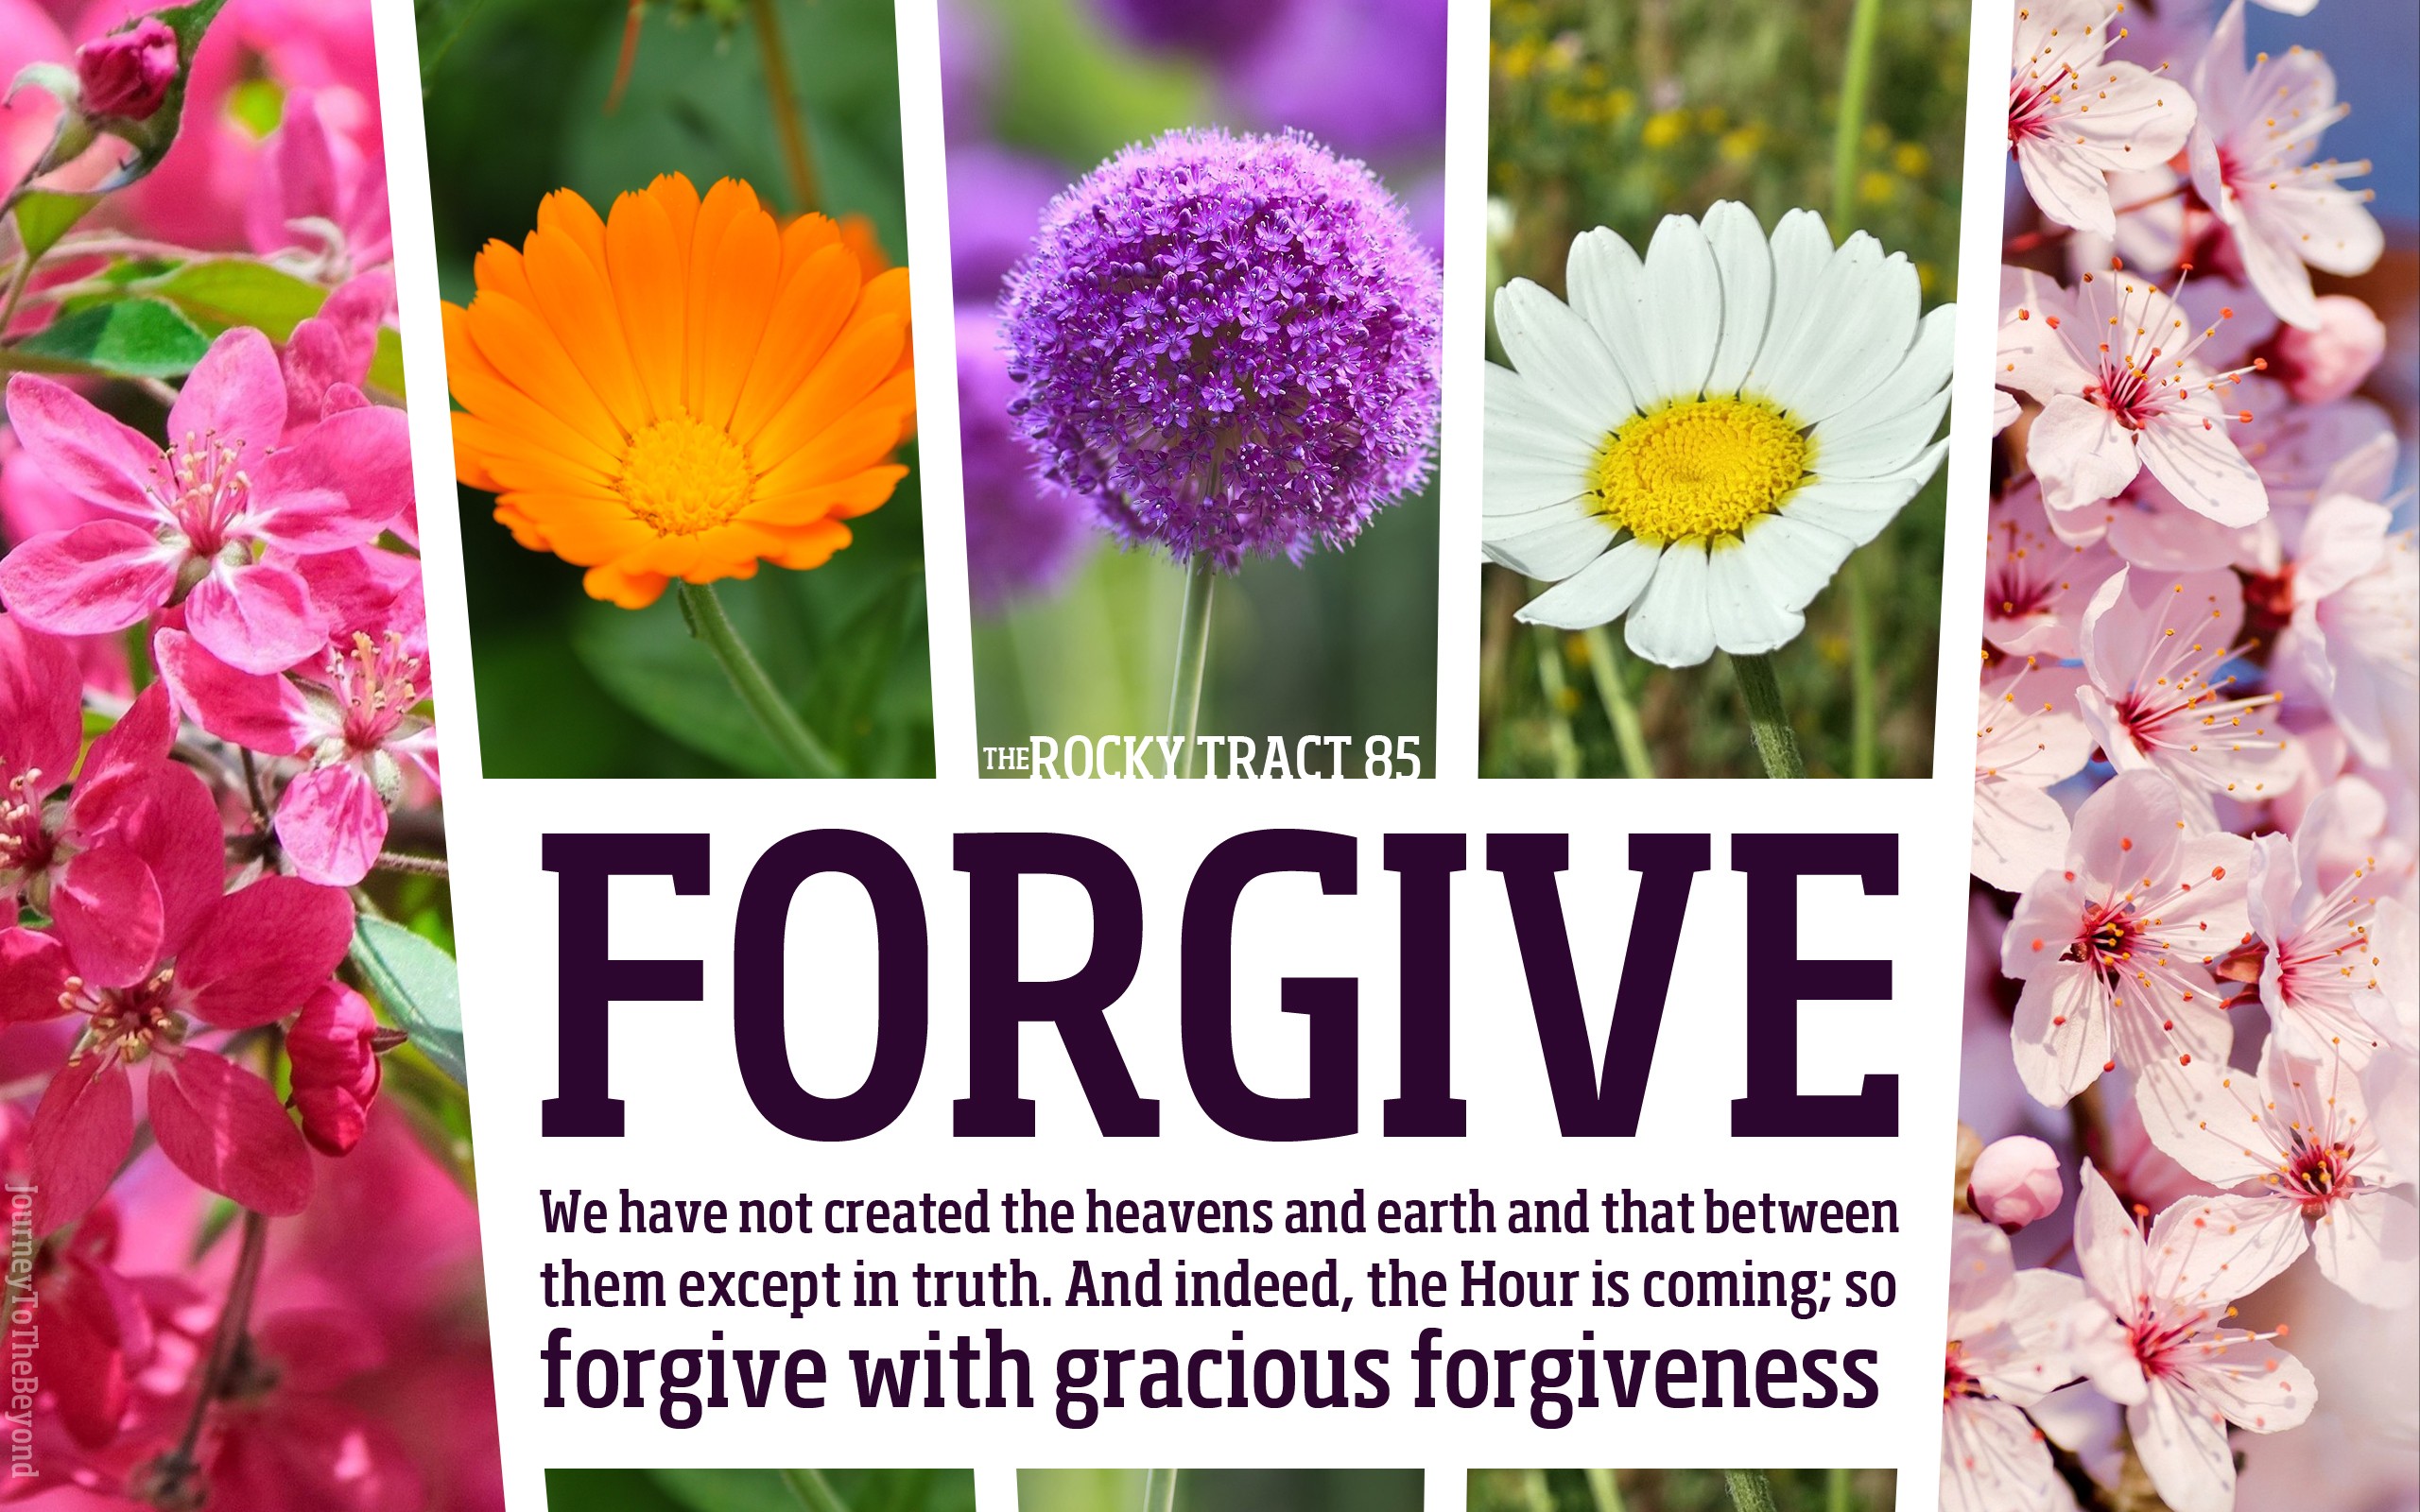 THE ROCKY TRACT 85
FORGIVE
We have not created the heavens and earth and that between
them except in truth. And indeed, the Hour is coming; so
forgive with gracious forgiveness
JourneyToTheBeyond